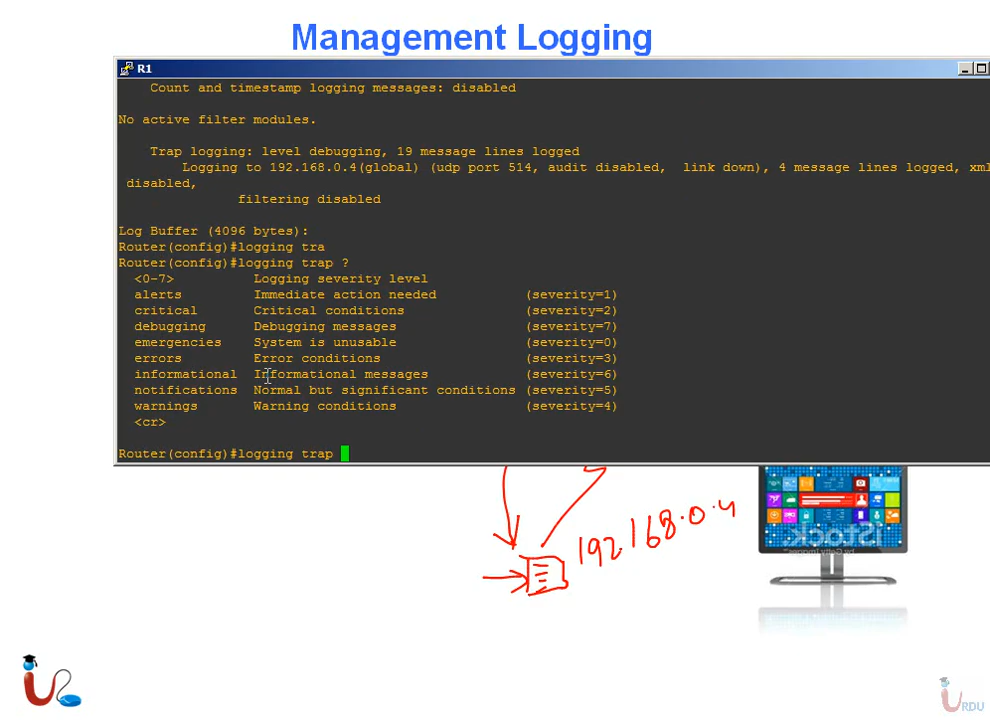 Management Logging
R1
Count and timestamp logging messages: disabled
No active filter modules.
Trap logging: level debugging, 19 message lines logged
Logging to 192.168.0.4(global) (udp port 514, audit disabled,  link down), 4 message lines logged, xml
disabled,
filtering disabled
Log Buffer (4096 bytes):
Router(config)#logging tra
Router(config)#logging trap ?
<0-7>          Logging severity level
alerts         Immediate action needed           (severity=1)
critical       Critical conditions               (severity=2)
debugging      Debugging messages                (severity=7)
emergencies    System is unusable                (severity=0)
errors         Error conditions                  (severity=3)
informational  Informational messages            (severity=6)
notifications  Normal but significant conditions (severity=5)
warnings       Warning conditions                (severity=4)
<cr>
Router(config)#logging trap
192.168.0.4
iStock
by Getty Images
URDU